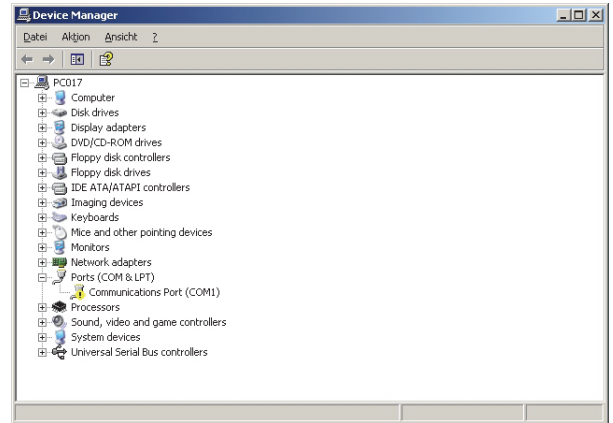 Device Manager
Datei Aktion Ansicht ?
PC017
Computer
Disk drives
Display adapters
DVD/CD-ROM drives
Floppy disk controllers
Floppy disk drives
IDE ATA/ATAPI controllers
Imaging devices
Keyboards
Mice and other pointing devices
Monitors
Network adapters
Ports (COM & LPT)
Communications Port (COM1)
Processors
Sound, video and game controllers
System devices
Universal Serial Bus controllers